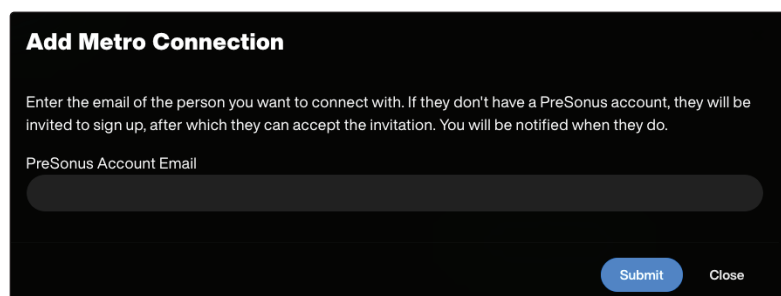 Add Metro Connection
Enter the email of the person you want to connect with. If they don't have a PreSonus account, they will be
invited to sign up, after which they can accept the invitation. You will be notified when they do.
PreSonus Account Email
Submit Close